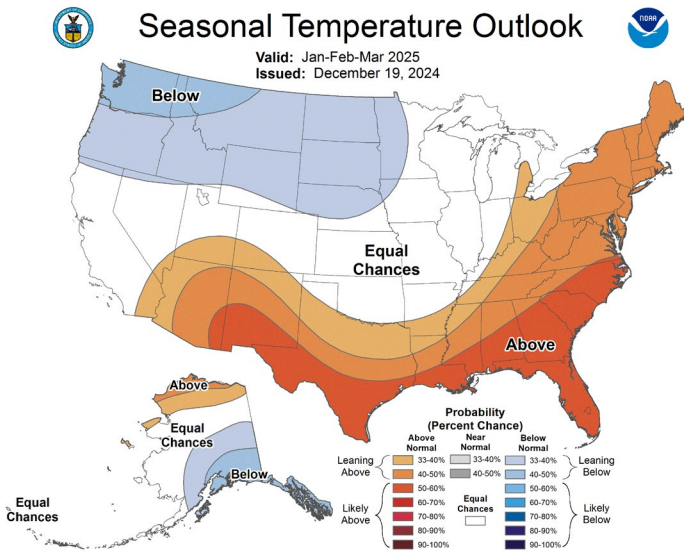 Seasonal Temperature Outlook
NOAA
Valid: Jan-Feb-Mar 2025
Issued: December 19, 2024
Below
Equal
Chances
Above
Above
Equal
Chances
Below
Equal
Chances
Probability
(Percent Chance)
Above
Normal
Near
Normal
Below
Normal
Leaning
Above
33-40%
33-40%
33-40%
Leaning
Below
40-50%
40-50%
40-50%
Likely
Above
50-60%
60-70%
70-80%
80-90%
90-100%
Equal
Chances
50-60%
60-70%
70-80%
80-90%
90-100%
Likely
Below